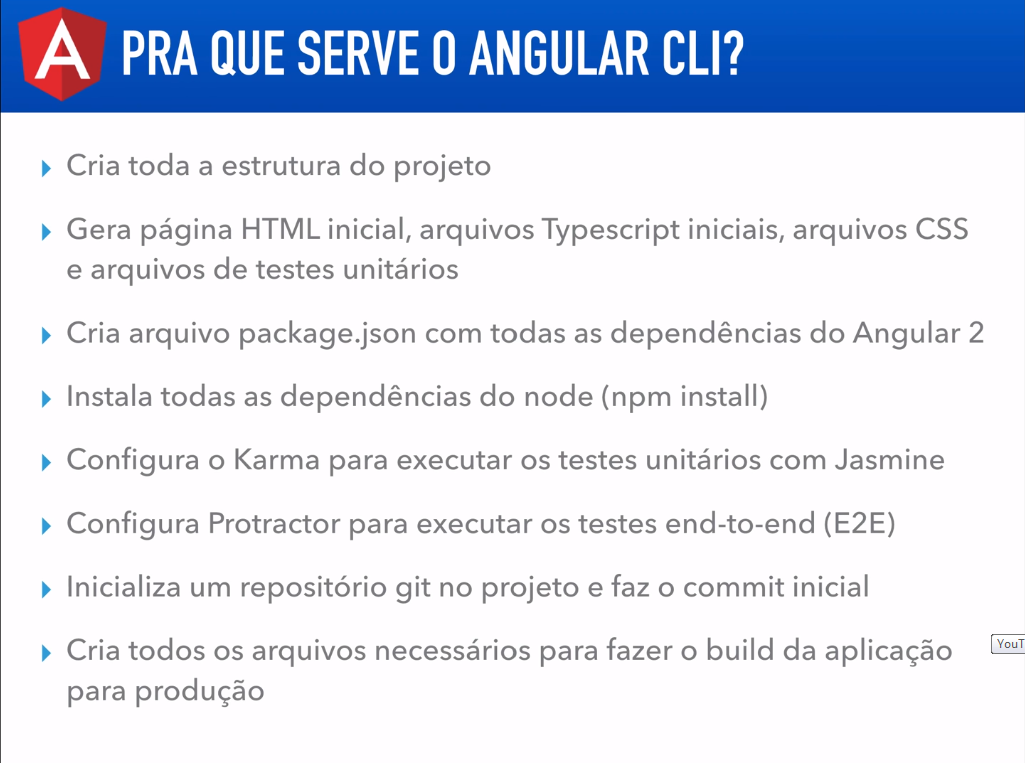 PRA QUE SERVE O ANGULAR CLI?
Cria toda a estrutura do projeto
Gera página HTML inicial, arquivos Typescript iniciais, arquivos CSS
e arquivos de testes unitários
Cria arquivo package.json com todas as dependências do Angular 2
Instala todas as dependências do node (npm install)
Configura o Karma para executar os testes unitários com Jasmine
Configura Protractor para executar os testes end-to-end (E2E)
Inicializa um repositório git no projeto e faz o commit inicial
Cria todos os arquivos necessários para fazer o build da aplicação
YouT
para produção